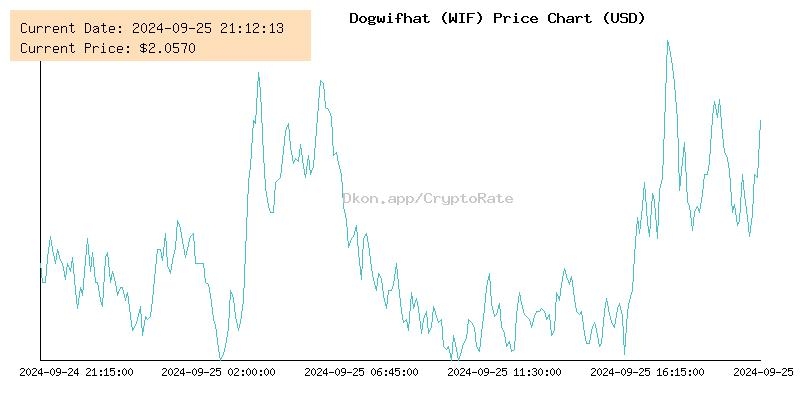 Dogwifhat (WIF) Price Chart (USD)
Current Date: 2024-09-25 21:12:13
Current Price: $2.0570
Dkon.app/CryptoRate
2024-09-24 21:15:00
2024-09-25 02:00:00
2024-09-25 06:45:00
2024-09-25 11:30:00
2024-09-25 16:15:00
2024-09-25